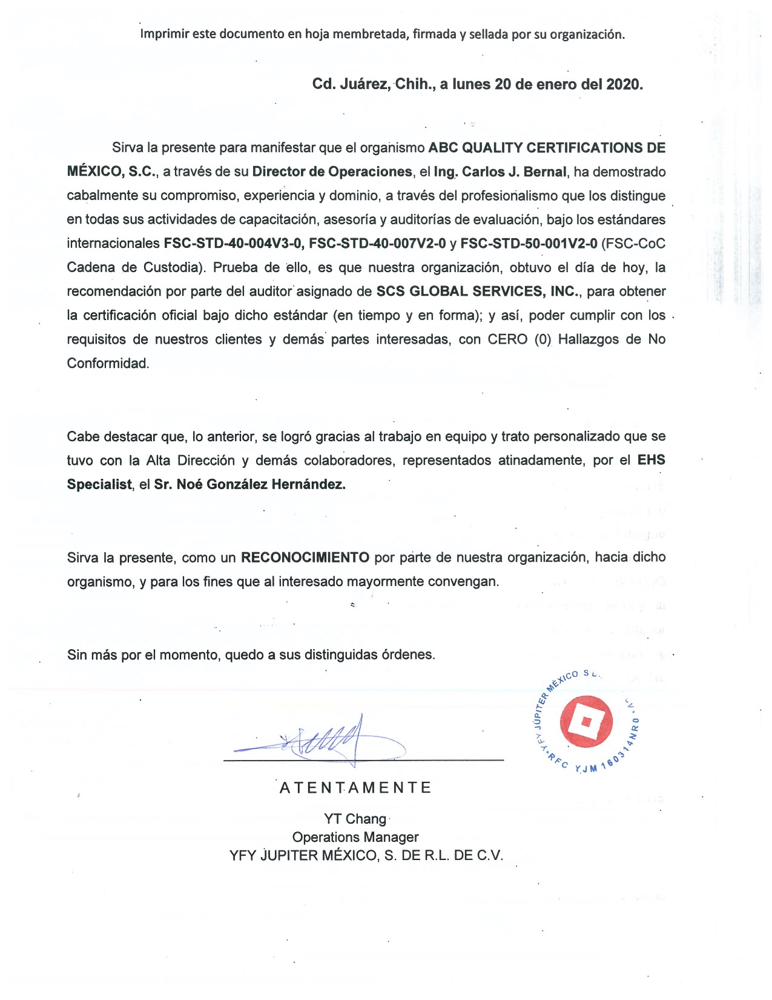 Imprimir este documento en hoja membretada, firmada y sellada por su organización.
Cd. Juárez, Chih., a lunes 20 de enero del 2020.
Sirva la presente para manifestar que el organismo ABC QUALITY CERTIFICATIONS DE
MÉXICO, S.C., a través de su Director de Operaciones, el Ing. Carlos J. Bernal, ha demostrado
cabalmente su compromiso, experiencia y dominio, a través del profesionalismo que los distingue
en todas sus actividades de capacitación, asesoría y auditorías de evaluación, bajo los estándares
internacionales FSC-STD-40-004V3-0, FSC-STD-40-007V2-0 y FSC-STD-50-001V2-0 (FSC-CoC
Cadena de Custodia). Prueba de ello, es que nuestra organización, obtuvo el día de hoy, la
recomendación por parte del auditor asignado de SCS GLOBAL SERVICES, INC., para obtener
la certificación oficial bajo dicho estándar (en tiempo y en forma); y así, poder cumplir con los
requisitos de nuestros clientes y demás partes interesadas, con CERO (0) Hallazgos de No
Conformidad.
Cabe destacar que, lo anterior, se logró gracias al trabajo en equipo y trato personalizado que se
tuvo con la Alta Dirección y demás colaboradores, representados atinadamente, por el EHS
Specialist, el Sr. Noé González Hernández.
Sirva la presente, como un RECONOCIMIENTO por parte de nuestra organización, hacia dicho
organismo, y para los fines que al interesado mayormente convengan.
Sin más por el momento, quedo a sus distinguidas órdenes.
YFY JÚPITER MÉXICO S
RFC YJM160314NR0
ATENTAMENTE
YT Chang
Operations Manager
YFY JUPITER MÉXICO, S. DE R.L. DE C.V.